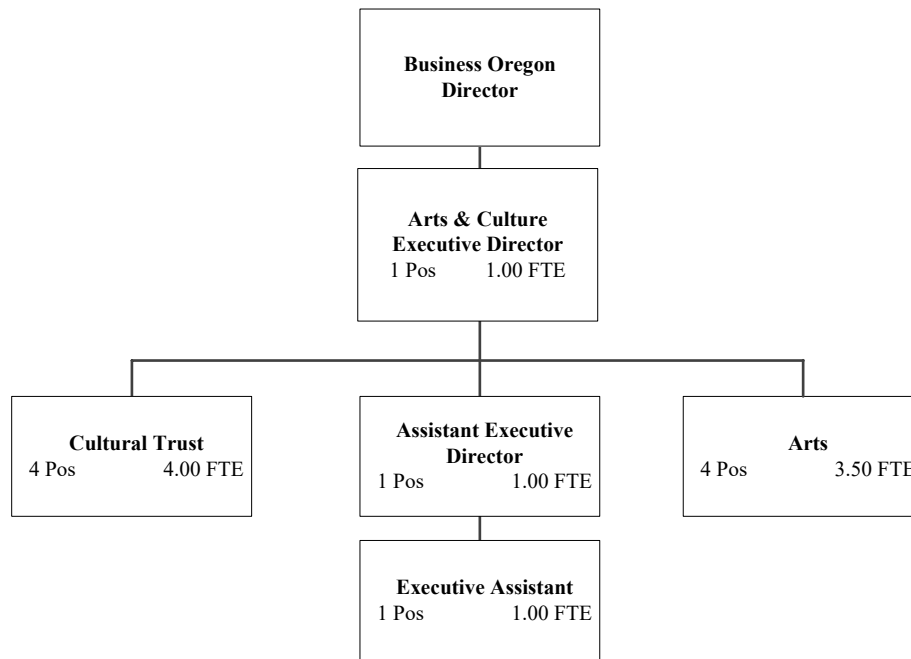 Business Oregon
Director
Arts & Culture
Executive Director
1 Pos 1.00 FTE
Cultural Trust
4 Pos 4.00 FTE
Assistant Executive
Director
1 Pos 1.00 FTE
Arts
4 Pos 3.50 FTE
Executive Assistant
1 Pos 1.00 FTE